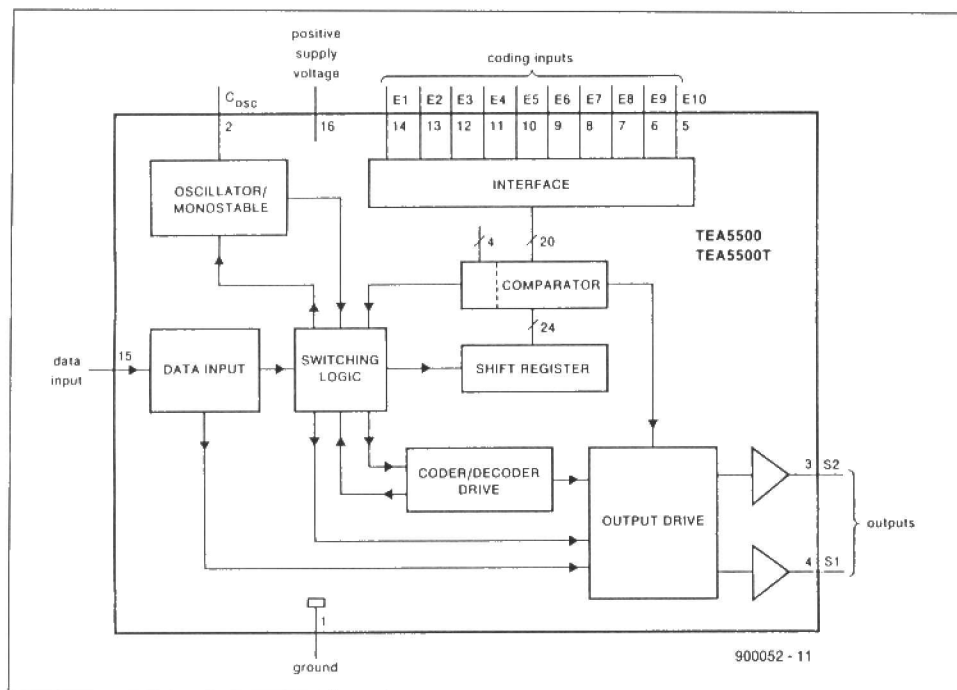 positive
supply
voltage
coding inputs
C_DSC
E1 E2 E3 E4 E5 E6 E7 E8 E9 E10
2
16
14 13 12 11 10 9 8 7 6 5
OSCILLATOR/
MONOSTABLE
INTERFACE
TEA5500
TEA5500T
4
20
COMPARATOR
24
data
input
15
DATA INPUT
SWITCHING
LOGIC
SHIFT REGISTER
CODER/DECODER
DRIVE
OUTPUT DRIVE
3 S2
outputs
4 S1
1
ground
900052 - 11